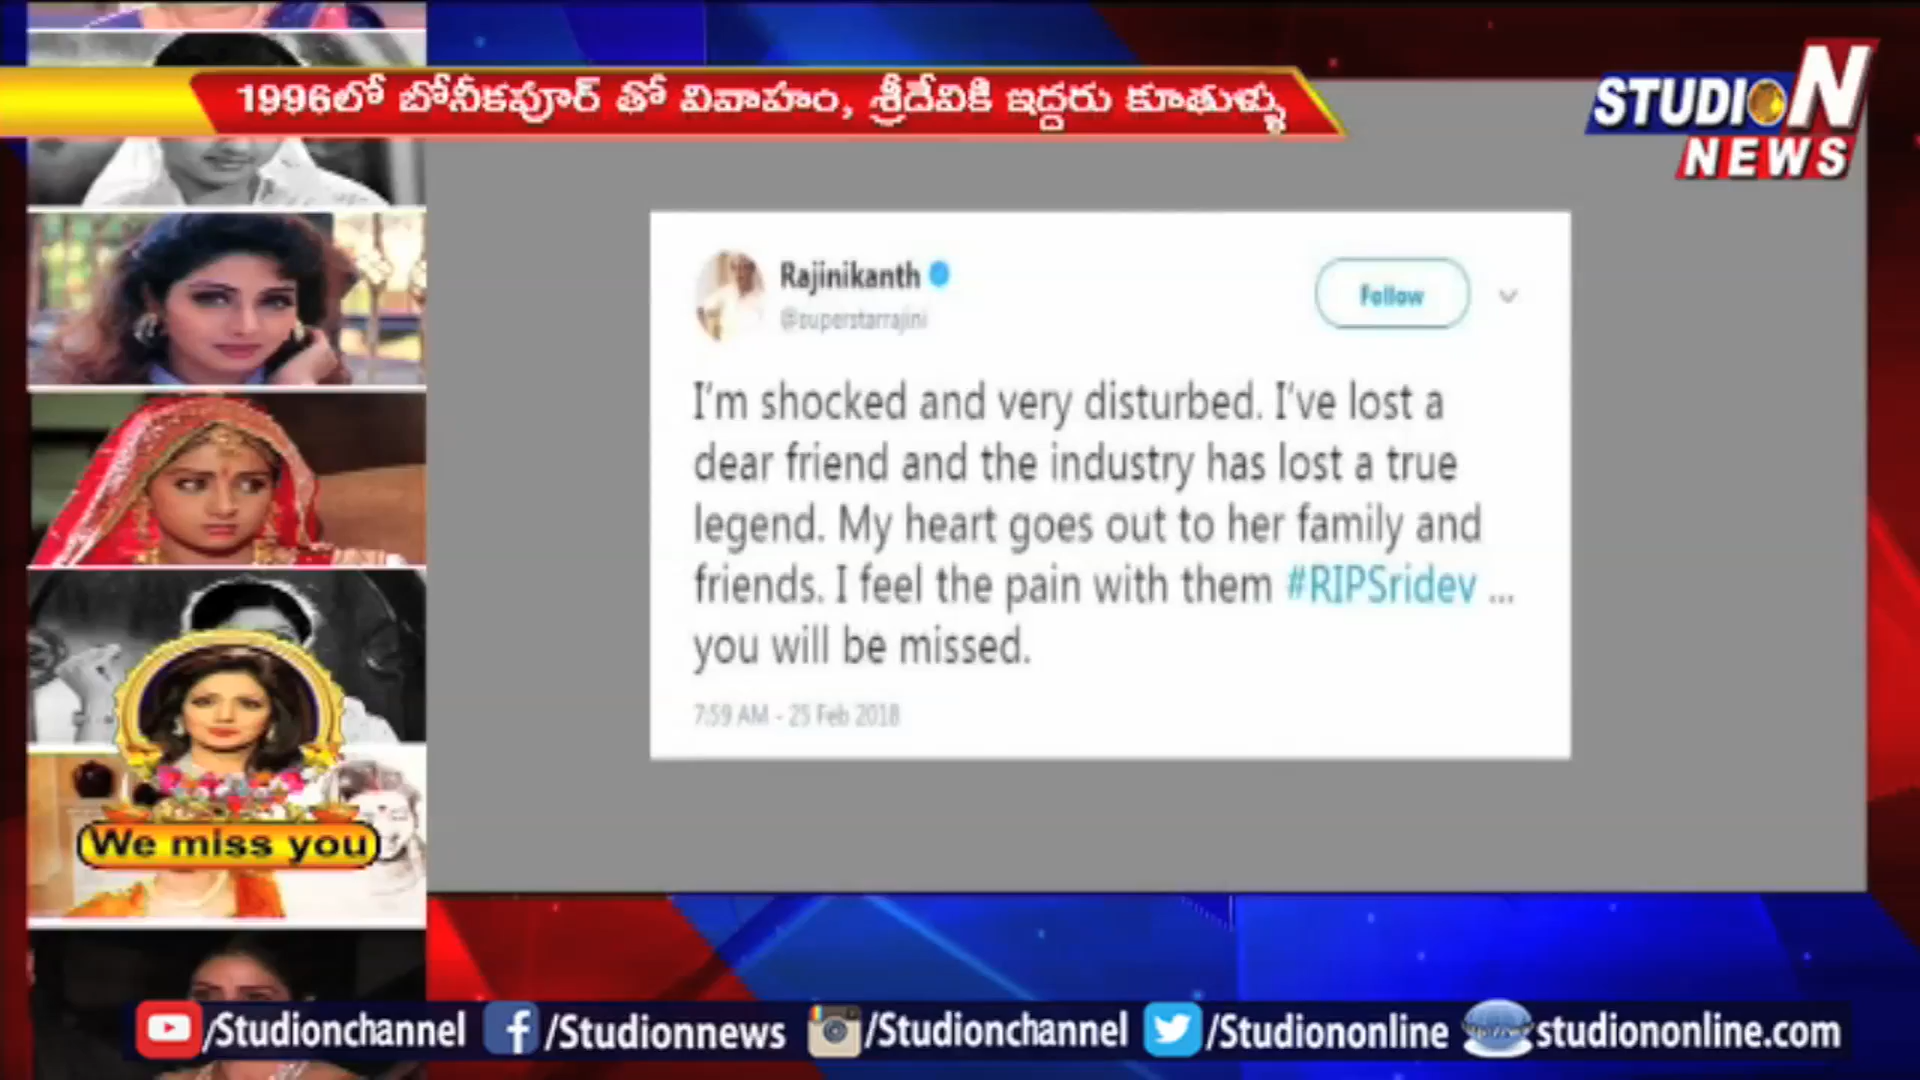 1996లో బోనీకపూర్ తో వివాహం, శ్రీదేవికి ఇద్దరు కూతుళ్ళు
STUDIO N
NEWS
Rajinikanth
@superstarrajini
Follow
I'm shocked and very disturbed. I've lost a
dear friend and the industry has lost a true
legend. My heart goes out to her family and
friends. I feel the pain with them #RIPSridev ...
you will be missed.
7:59 AM - 25 Feb 2018
We miss you
/Studionchannel /Studionnews /Studionchannel /Studiononline studiononline.com